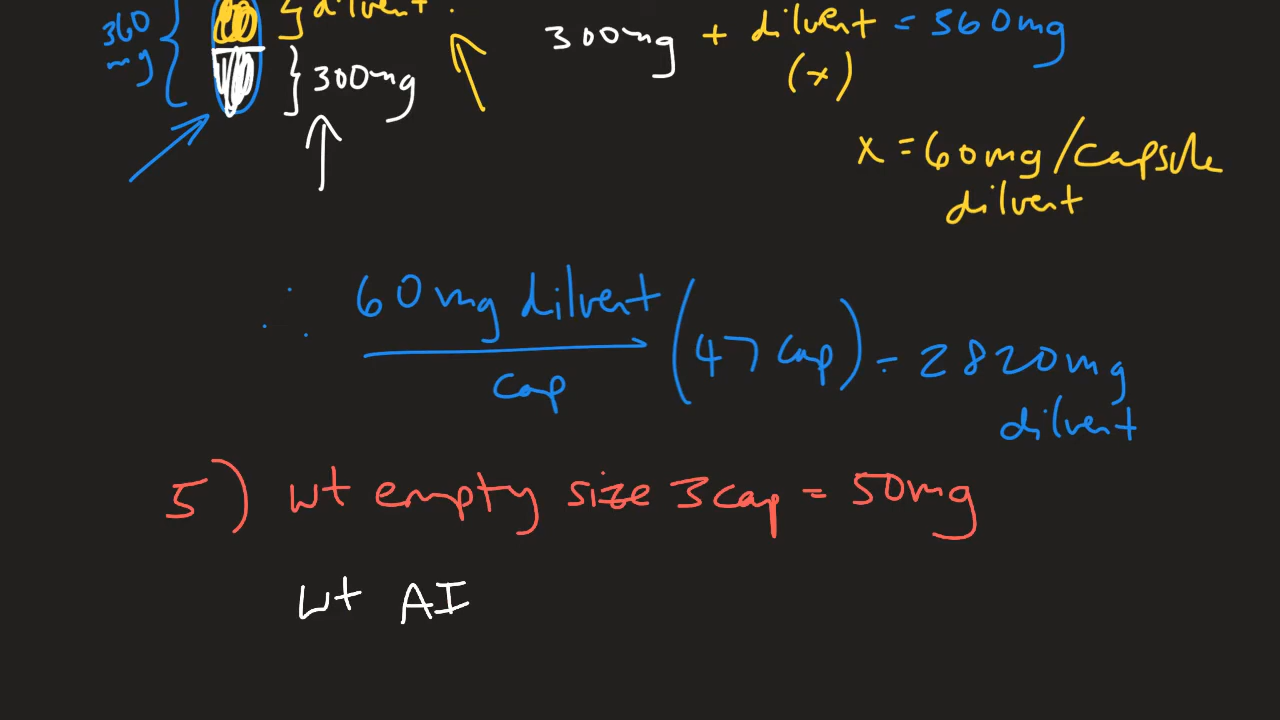 360 mg
} diluent.
} 300mg
300mg + diluent = 360mg
(x)
x = 60mg/capsule
diluent
∴ 60mg diluent / cap (47 cap) = 2820mg
diluent
5) wt empty size 3 cap = 50mg
wt AI